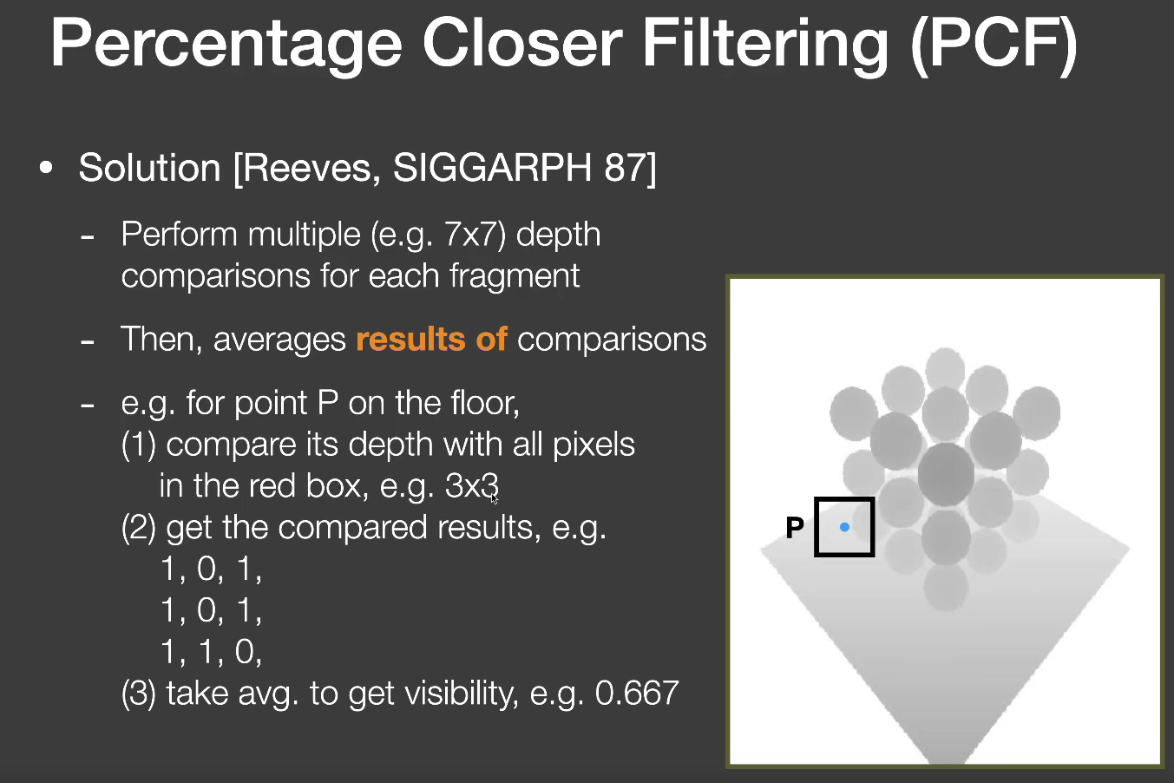 Percentage Closer Filtering (PCF)
• Solution [Reeves, SIGGARPH 87]
- Perform multiple (e.g. 7x7) depth
comparisons for each fragment
- Then, averages results of comparisons
- e.g. for point P on the floor,
(1) compare its depth with all pixels
in the red box, e.g. 3x3
(2) get the compared results, e.g.
1, 0, 1,
1, 0, 1,
1, 1, 0,
(3) take avg. to get visibility, e.g. 0.667
P